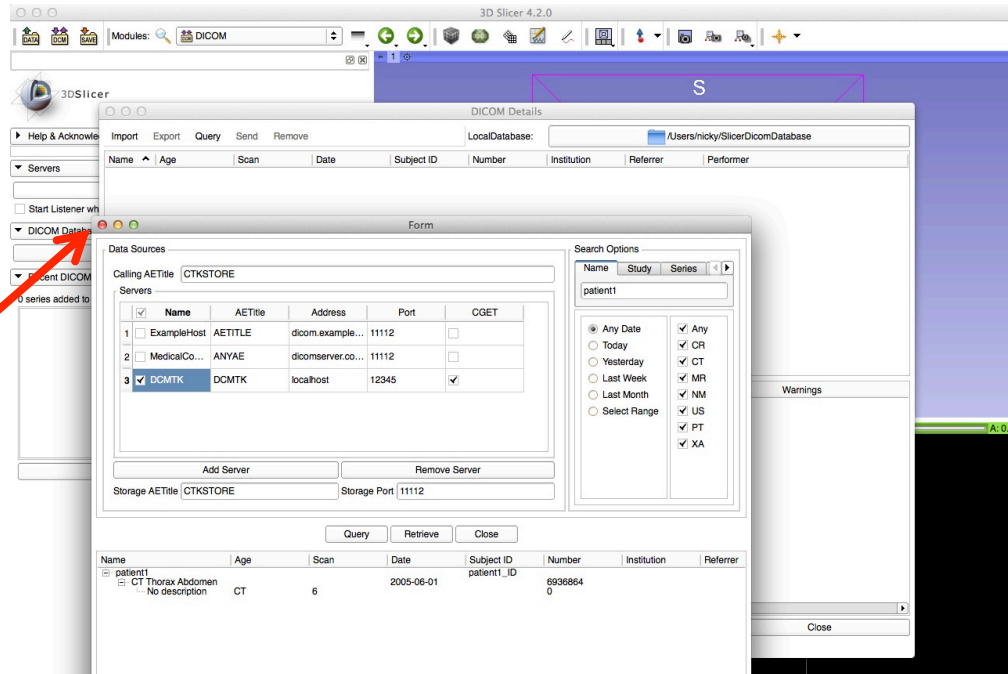 3D Slicer 4.2.0
DATA DCM SAVE Modules: DICOM
1
S
3DSlicer
DICOM Details
Help & Acknowle
Import Export Query Send Remove LocalDatabase: /Users/nicky/SlicerDicomDatabase
Name Age Scan Date Subject ID Number Institution Referrer Performer
Servers
Start Listener wh
DICOM Databa
Form
Data Sources
Calling AETitle CTKSTORE
Servers
Name AETitle Address Port CGET
1 ExampleHost AETITLE dicom.example... 11112
2 MedicalCo... ANYAE dicomserver.co... 11112
3 DCMTK DCMTK localhost 12345
Add Server Remove Server
Storage AETitle CTKSTORE Storage Port 11112
Search Options
Name Study Series
patient1
Any Date
Today
Yesterday
Last Week
Last Month
Select Range
Any
CR
CT
MR
NM
US
PT
XA
Query Retrieve Close
Name Age Scan Date Subject ID Number Institution Referrer
patient1 patient1_ID
CT Thorax Abdomen 2005-06-01 6936864
No description CT 6 0
ent DICOM
0 series added to
Warnings
A: 0.
Close